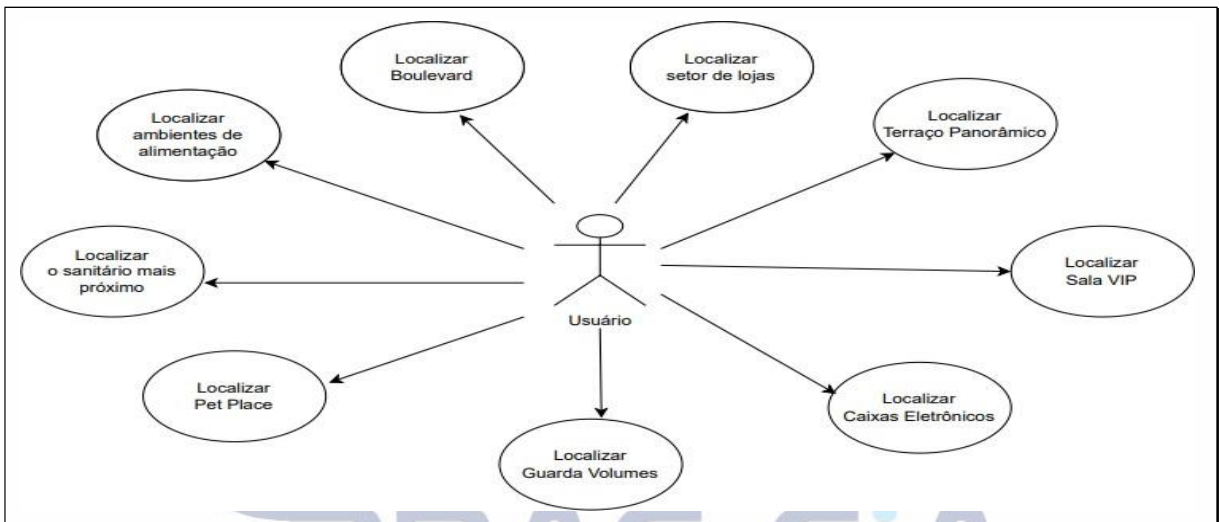 Localizar
Boulevard
Localizar
setor de lojas
Localizar
ambientes de
alimentação
Localizar
Terraço Panorâmico
Localizar
o sanitário mais
próximo
Localizar
Sala VIP
Usuário
Localizar
Pet Place
Localizar
Caixas Eletrônicos
Localizar
Guarda Volumes